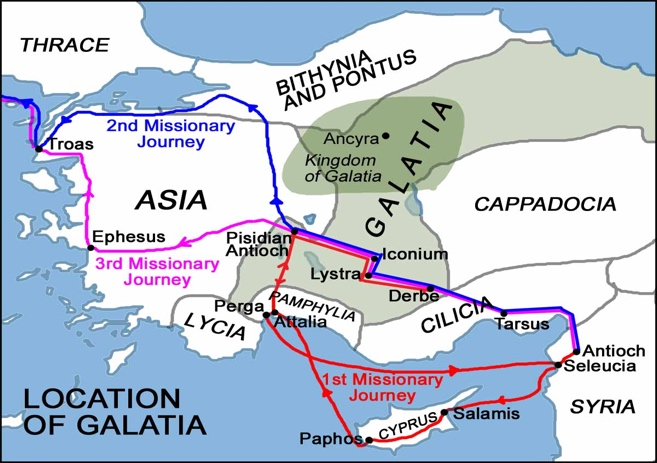 THRACE
BITHYNIA
AND PONTUS
2nd Missionary
Journey
Troas
Ancyra
Kingdom
of Galatia
GALATIA
ASIA
CAPPADOCIA
Ephesus
3rd Missionary
Journey
Pisidian
Antioch
Iconium
Lystra
Derbe
Perga
PAMPHYLIA
Attalia
LYCIA
CILICIA
Tarsus
Antioch
Seleucia
1st Missionary
Journey
SYRIA
LOCATION
OF GALATIA
CYPRUS
Salamis
Paphos